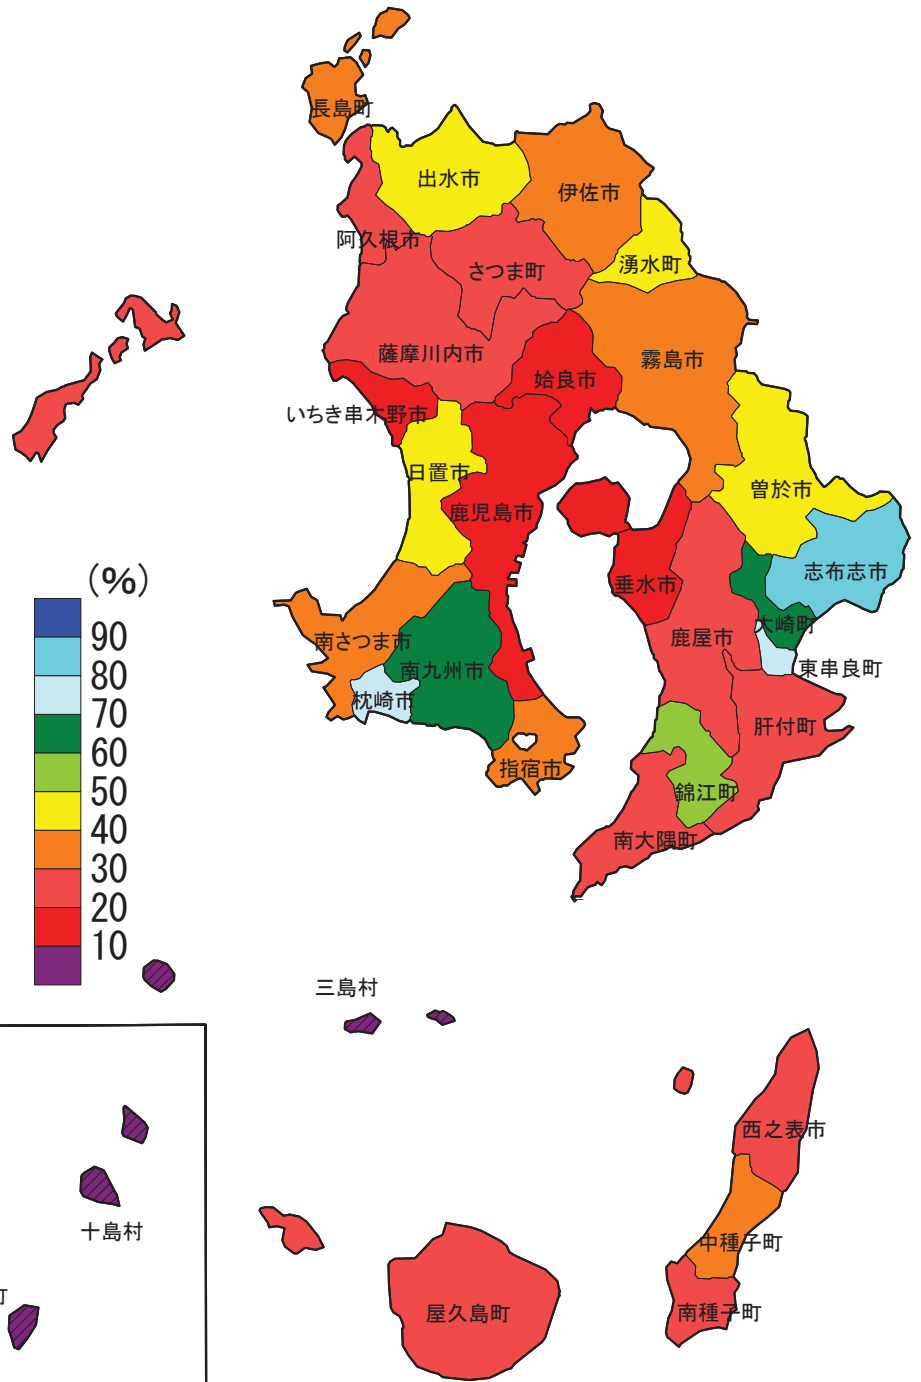 長島町
出水市
伊佐市
阿久根市
湧水町
さつま町
薩摩川内市
霧島市
姶良市
いちき串木野市
日置市
曽於市
鹿児島市
志布志市
垂水市
大崎町
鹿屋市
南さつま市
東串良町
南九州市
枕崎市
肝付町
指宿市
錦江町
南大隅町
(%)
90
80
70
60
50
40
30
20
10
三島村
西之表市
十島村
中種子町
町
屋久島町
南種子町